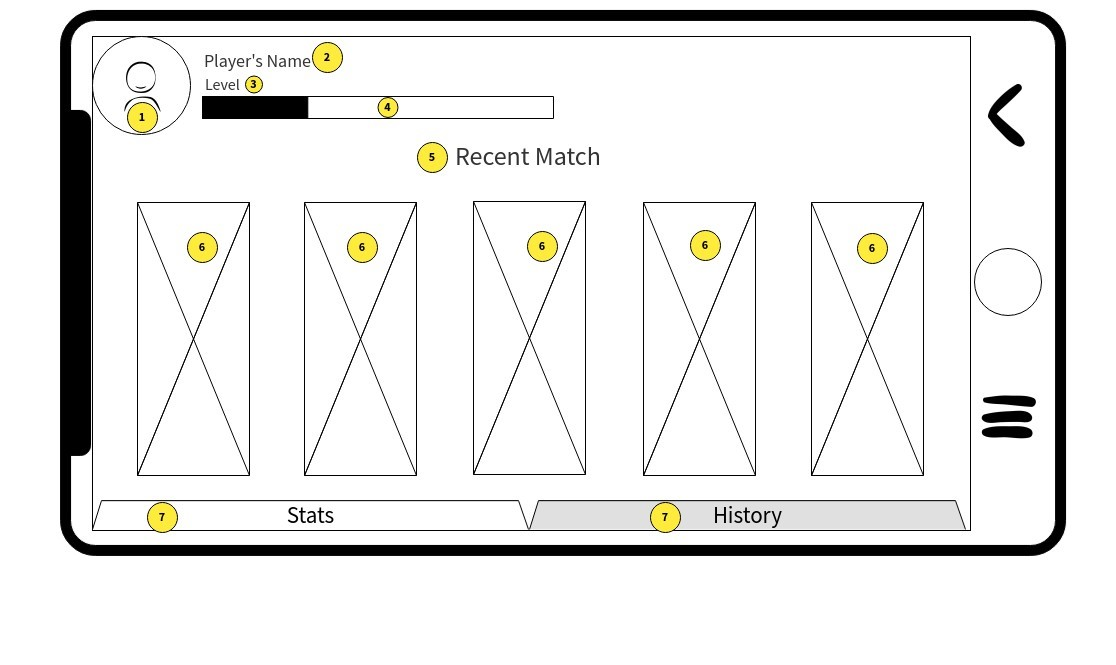 Player's Name 2
Level 3
4
1
5 Recent Match
6 6 6 6 6
7 Stats 7 History